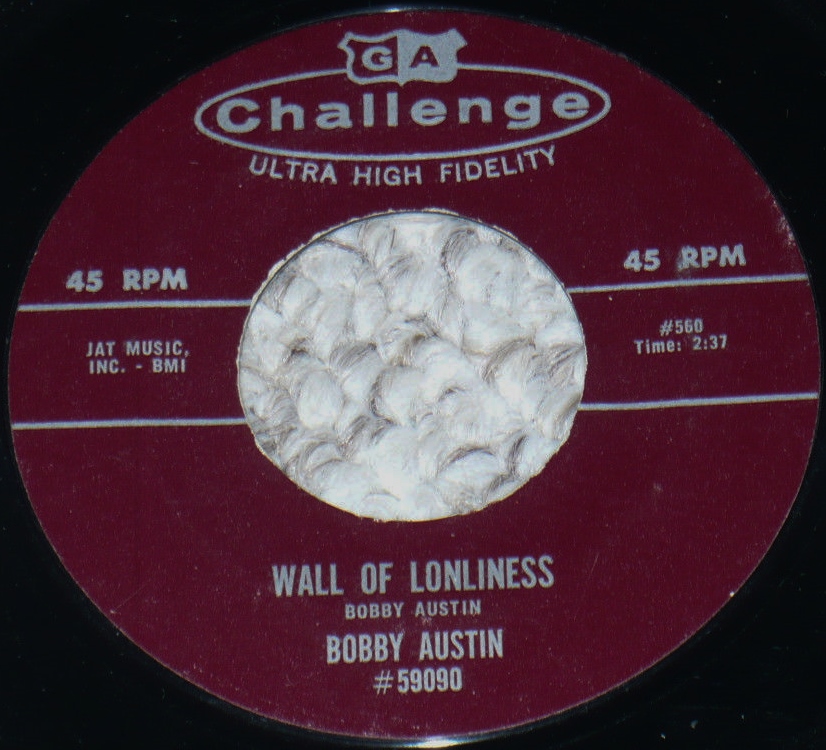 GA
Challenge
ULTRA HIGH FIDELITY
45 RPM
45 RPM
JAT MUSIC,
INC. - BMI
#560
Time: 2:37
WALL OF LONLINESS
BOBBY AUSTIN
BOBBY AUSTIN
#59090